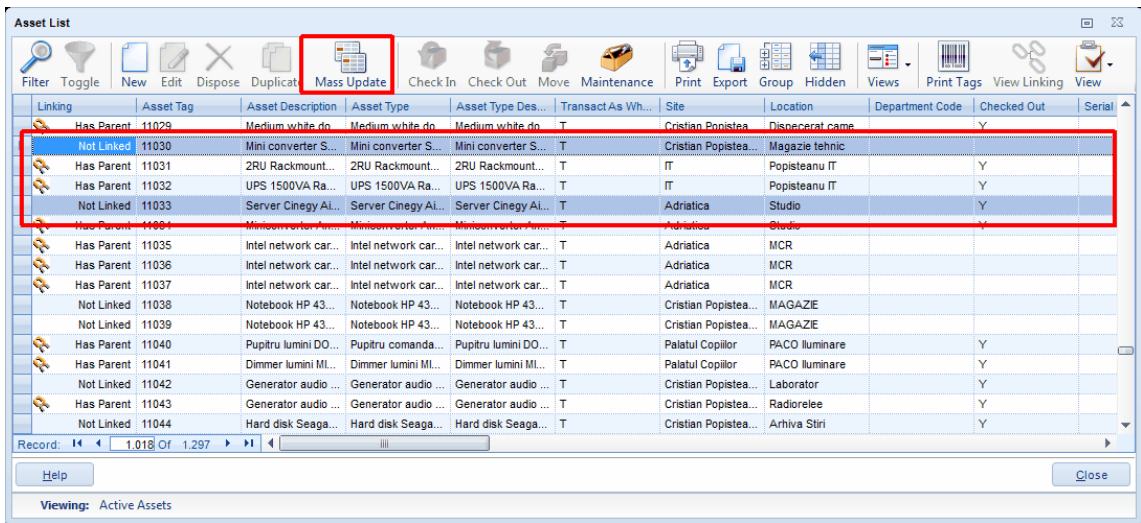 Asset List
Filter Toggle New Edit Dispose Duplicate Mass Update Check In Check Out Move Maintenance Print Export Group Hidden Views Print Tags View Linking View
Linking Asset Tag Asset Description Asset Type Asset Type Des... Transact As Wh... Site Location Department Code Checked Out Serial
Has Parent 11029 Medium white do Medium white do Medium white do T Cristian Popistea Dispecerat came Y
Not Linked 11030 Mini converter S... Mini converter S... Mini converter S... T Cristian Popistea... Magazie tehnic
Has Parent 11031 2RU Rackmount... 2RU Rackmount... 2RU Rackmount... T IT Popisteanu IT Y
Has Parent 11032 UPS 1500VA Ra... UPS 1500VA Ra... UPS 1500VA Ra... T IT Popisteanu IT Y
Not Linked 11033 Server Cinegy Ai... Server Cinegy Ai... Server Cinegy Ai... T Adriatica Studio Y
Has Parent 11034 T Adriatica Studio Y
Has Parent 11035 Intel network car... Intel network car... Intel network car... T Adriatica MCR
Has Parent 11036 Intel network car... Intel network car... Intel network car... T Adriatica MCR
Has Parent 11037 Intel network car... Intel network car... Intel network car... T Adriatica MCR
Not Linked 11038 Notebook HP 43... Notebook HP 43... Notebook HP 43... T Cristian Popistea... MAGAZIE
Not Linked 11039 Notebook HP 43... Notebook HP 43... Notebook HP 43... T Cristian Popistea... MAGAZIE
Has Parent 11040 Pupitru lumini DO... Pupitru comanda... Pupitru lumini DO... T Palatul Copiilor PACO Iluminare Y
Has Parent 11041 Dimmer lumini MI... Dimmer lumini MI... Dimmer lumini MI... T Palatul Copiilor PACO Iluminare Y
Not Linked 11042 Generator audio ... Generator audio ... Generator audio ... T Cristian Popistea... Laborator Y
Has Parent 11043 Generator audio ... Generator audio ... Generator audio ... T Cristian Popistea... Radiorelee Y
Not Linked 11044 Hard disk Seaga... Hard disk Seaga... Hard disk Seaga... T Cristian Popistea... Arhiva Stiri Y
Record: 1.018 Of 1.297
Help Close
Viewing: Active Assets